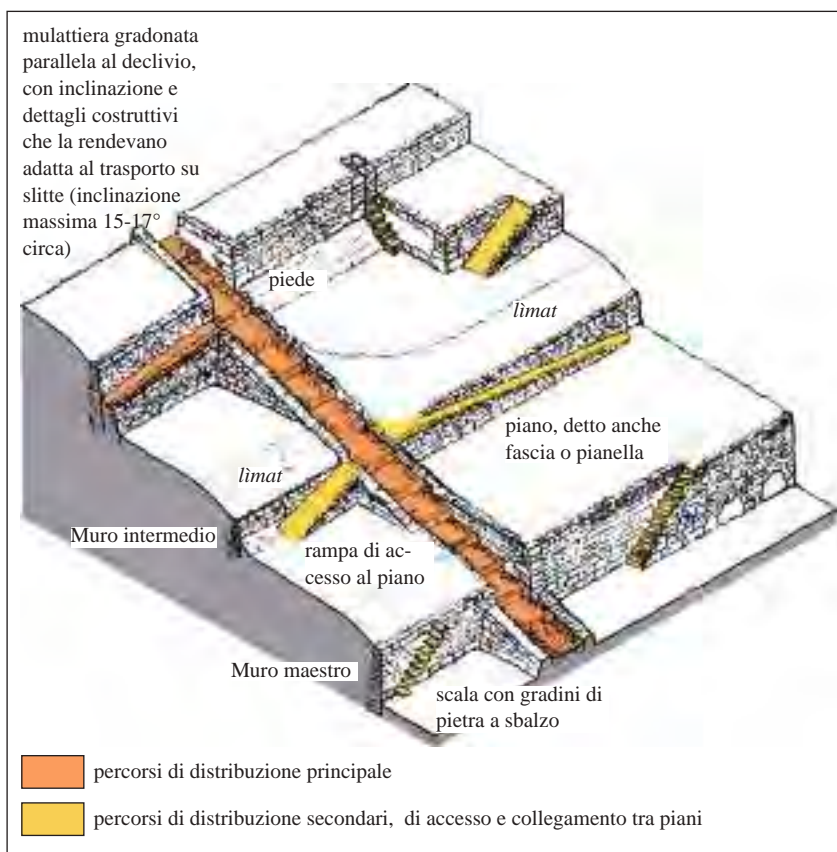 mulattiera gradonata
parallela al declivio,
con inclinazione e
dettagli costruttivi
che la rendevano
adatta al trasporto su
slitte (inclinazione
massima 15-17°
circa)
piede
lìmat
piano, detto anche
fascia o pianella
lìmat
Muro intermedio
rampa di ac-
cesso al piano
Muro maestro
scala con gradini di
pietra a sbalzo
percorsi di distribuzione principale
percorsi di distribuzione secondari, di accesso e collegamento tra piani